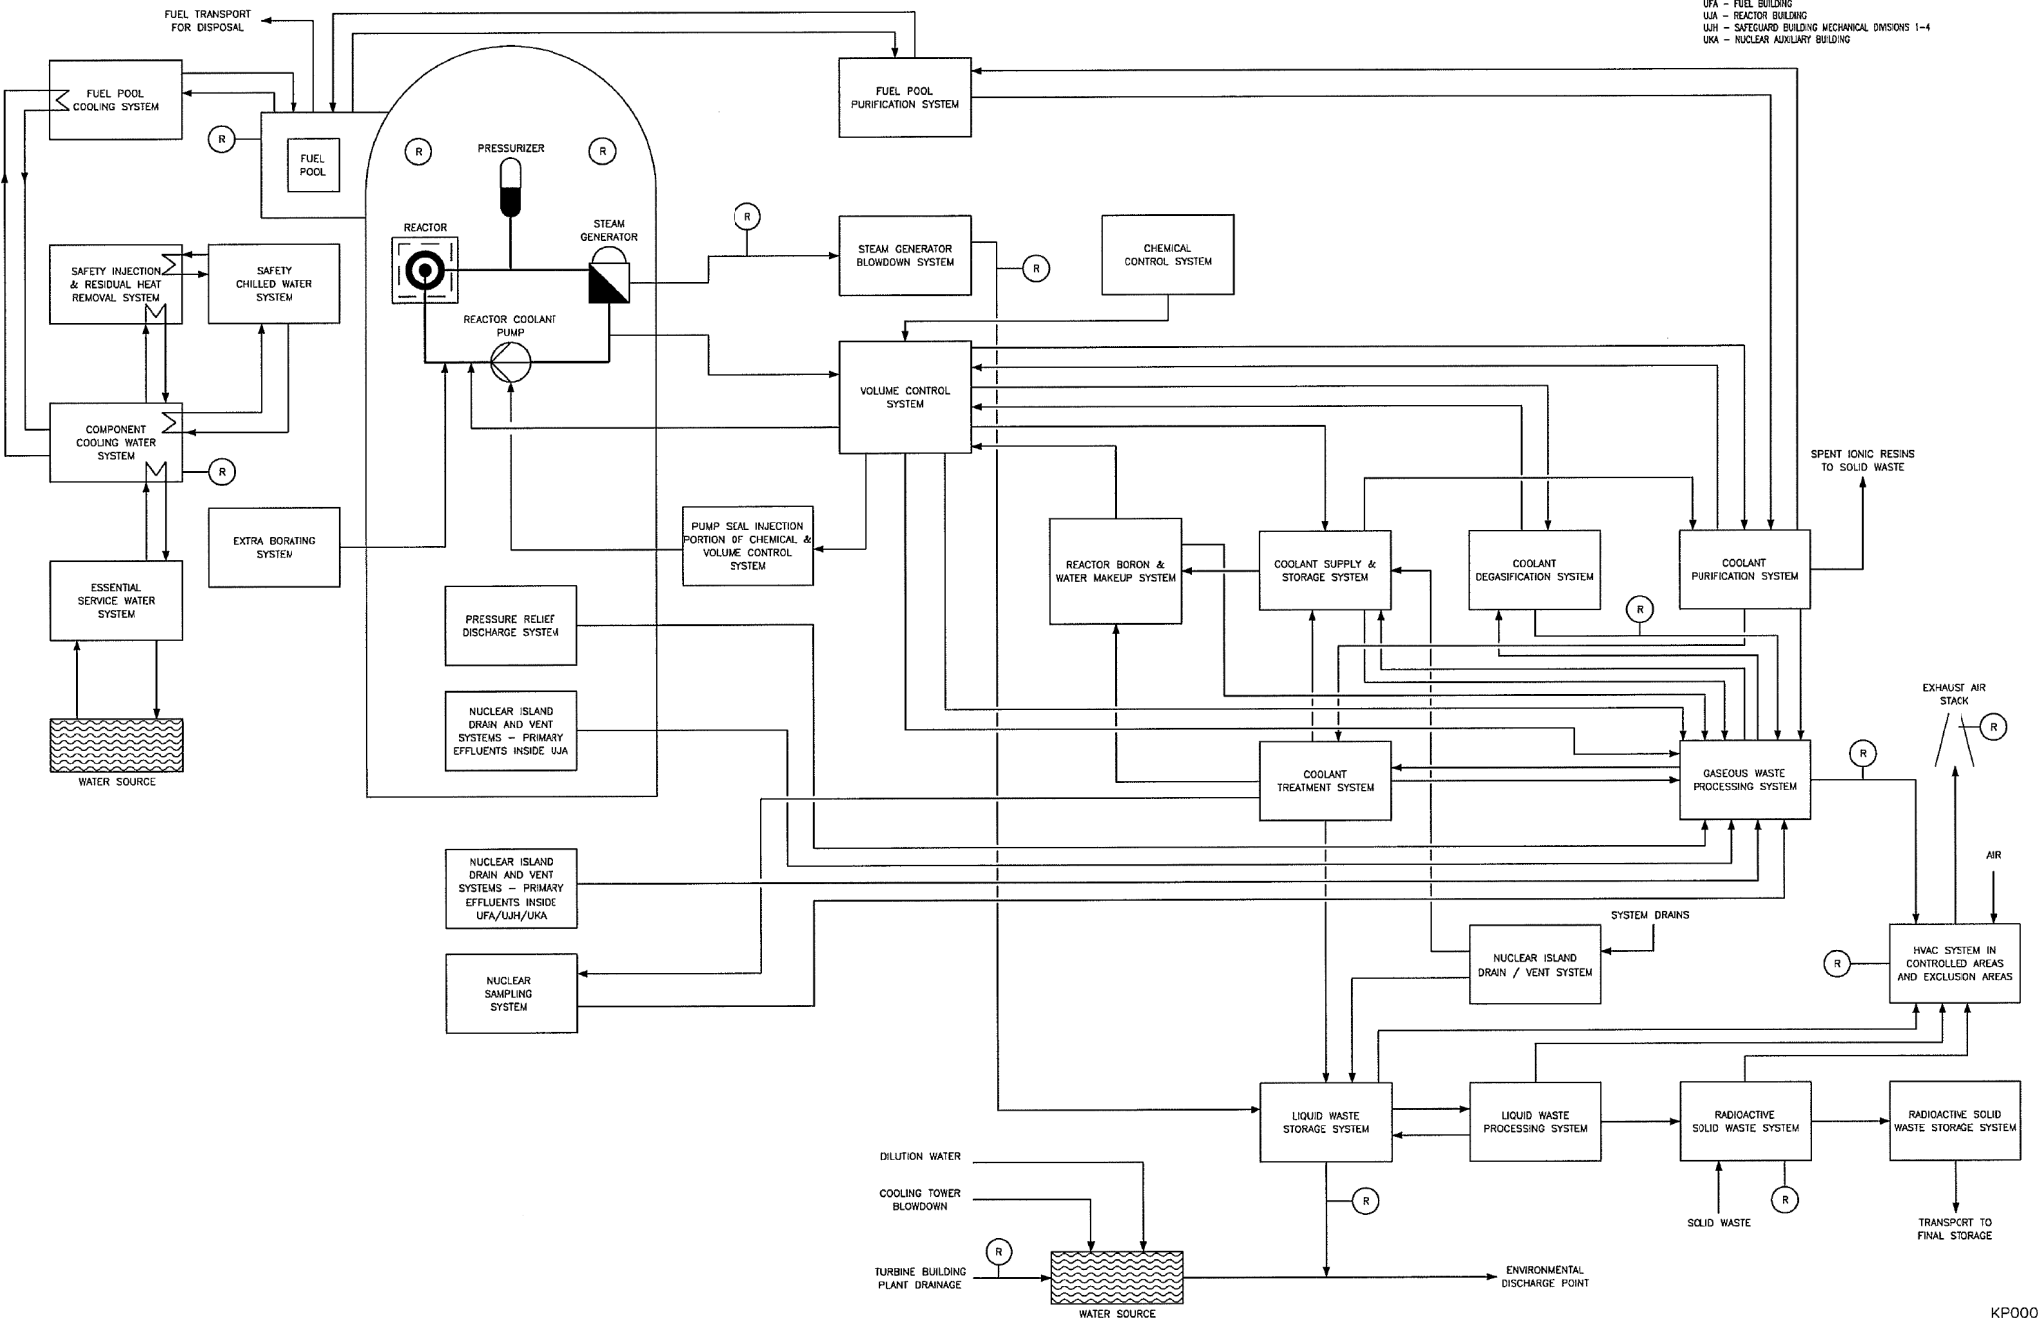 FUEL TRANSPORT
FOR DISPOSAL
UFA - FUEL BUILDING
UJA - REACTOR BUILDING
UJH - SAFEGUARD BUILDING MECHANICAL DIVISIONS 1-4
UKA - NUCLEAR AUXILIARY BUILDING
FUEL POOL
COOLING SYSTEM
FUEL POOL
PURIFICATION SYSTEM
R
R
R
PRESSURIZER
FUEL
POOL
R
REACTOR
STEAM
GENERATOR
STEAM GENERATOR
BLOWDOWN SYSTEM
R
CHEMICAL
CONTROL SYSTEM
SAFETY INJECTION
& RESIDUAL HEAT
REMOVAL SYSTEM
SAFETY
CHILLED WATER
SYSTEM
REACTOR COOLANT
PUMP
VOLUME CONTROL
SYSTEM
COMPONENT
COOLING WATER
SYSTEM
R
SPENT IONIC RESINS
TO SOLID WASTE
EXTRA BORATING
SYSTEM
PUMP SEAL INJECTION
PORTION OF CHEMICAL &
VOLUME CONTROL
SYSTEM
REACTOR BORON &
WATER MAKEUP SYSTEM
COOLANT SUPPLY &
STORAGE SYSTEM
COOLANT
DEGASIFICATION SYSTEM
COOLANT
PURIFICATION SYSTEM
ESSENTIAL
SERVICE WATER
SYSTEM
R
PRESSURE RELIEF
DISCHARGE SYSTEM
EXHAUST AIR
STACK
R
NUCLEAR ISLAND
DRAIN AND VENT
SYSTEMS - PRIMARY
EFFLUENTS INSIDE UJA
WATER SOURCE
COOLANT
TREATMENT SYSTEM
GASEOUS WASTE
PROCESSING SYSTEM
R
AIR
NUCLEAR ISLAND
DRAIN AND VENT
SYSTEMS - PRIMARY
EFFLUENTS INSIDE
UFA/UJH/UKA
SYSTEM DRAINS
NUCLEAR ISLAND
DRAIN / VENT SYSTEM
R
HVAC SYSTEM IN
CONTROLLED AREAS
AND EXCLUSION AREAS
NUCLEAR
SAMPLING
SYSTEM
LIQUID WASTE
STORAGE SYSTEM
LIQUID WASTE
PROCESSING SYSTEM
RADIOACTIVE
SOLID WASTE SYSTEM
RADIOACTIVE SOLID
WASTE STORAGE SYSTEM
DILUTION WATER
COOLING TOWER
BLOWDOWN
R
R
SOLID WASTE
TRANSPORT TO
FINAL STORAGE
R
TURBINE BUILDING
PLANT DRAINAGE
ENVIRONMENTAL
DISCHARGE POINT
WATER SOURCE
KP000